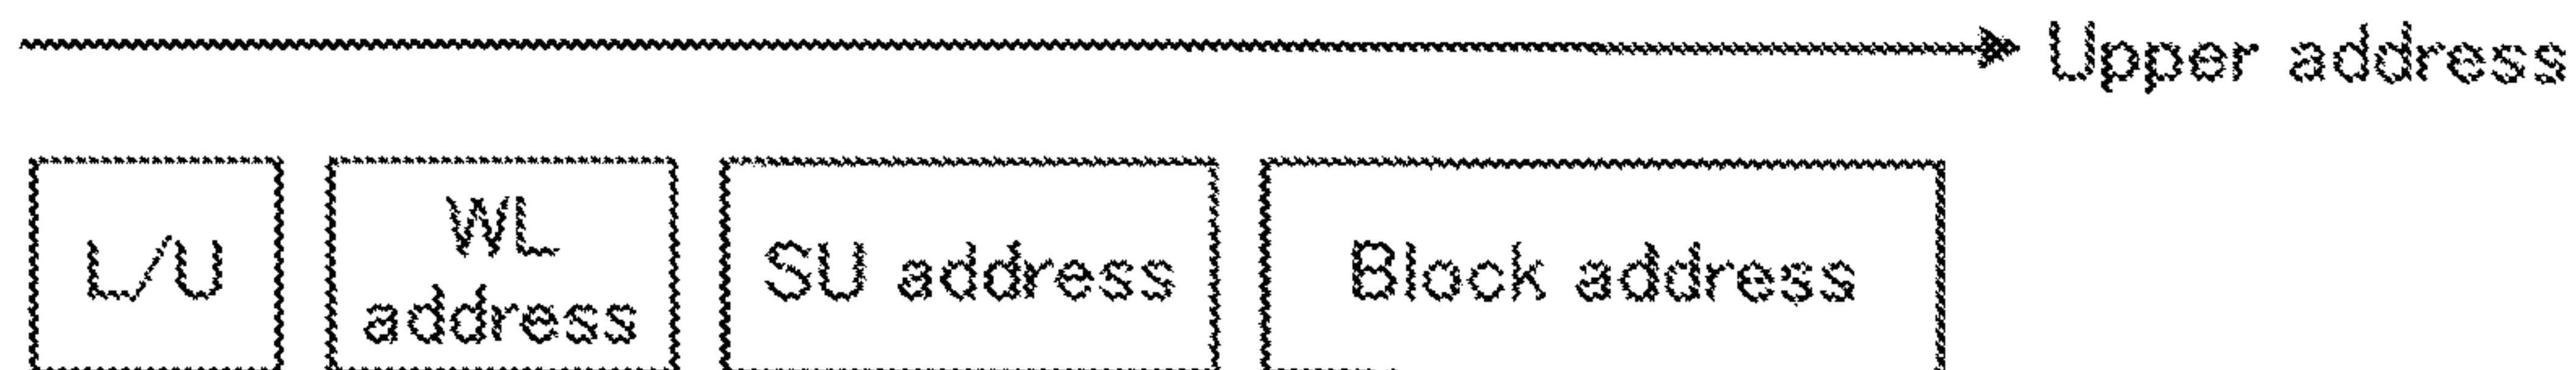 Upper address
L/U
WL
address
SU address
Block address